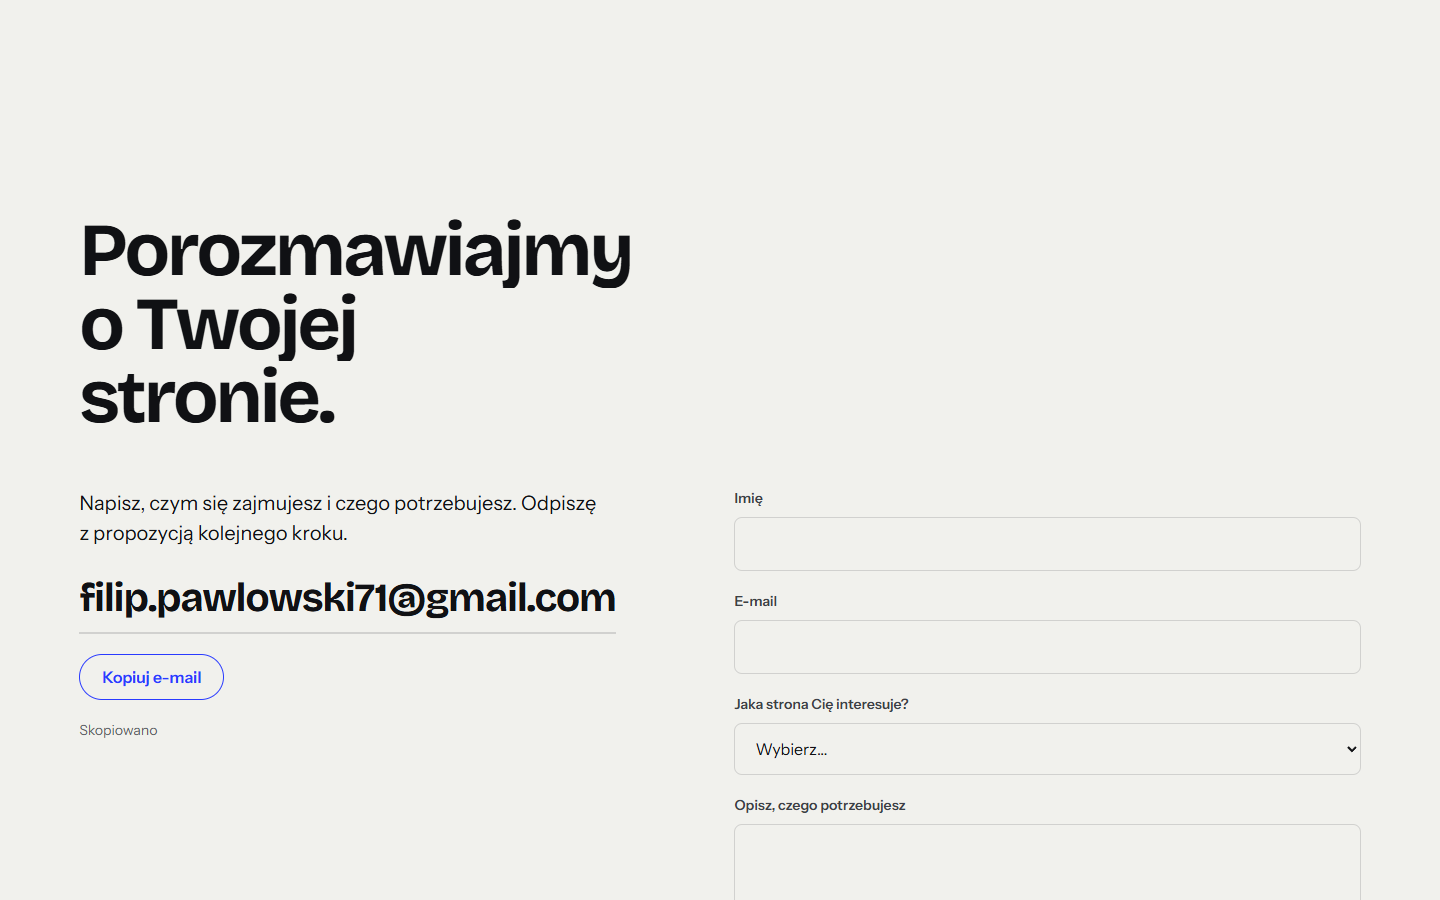 Porozmawiajmy
o Twojej
stronie.
Napisz, czym się zajmujesz i czego potrzebujesz. Odpiszę
z propozycją kolejnego kroku.
filip.pawlowski71@gmail.com
Kopiuj e-mail
Skopiowano
Imię
E-mail
Jaka strona Cię interesuje?
Wybierz...
Opisz, czego potrzebujesz